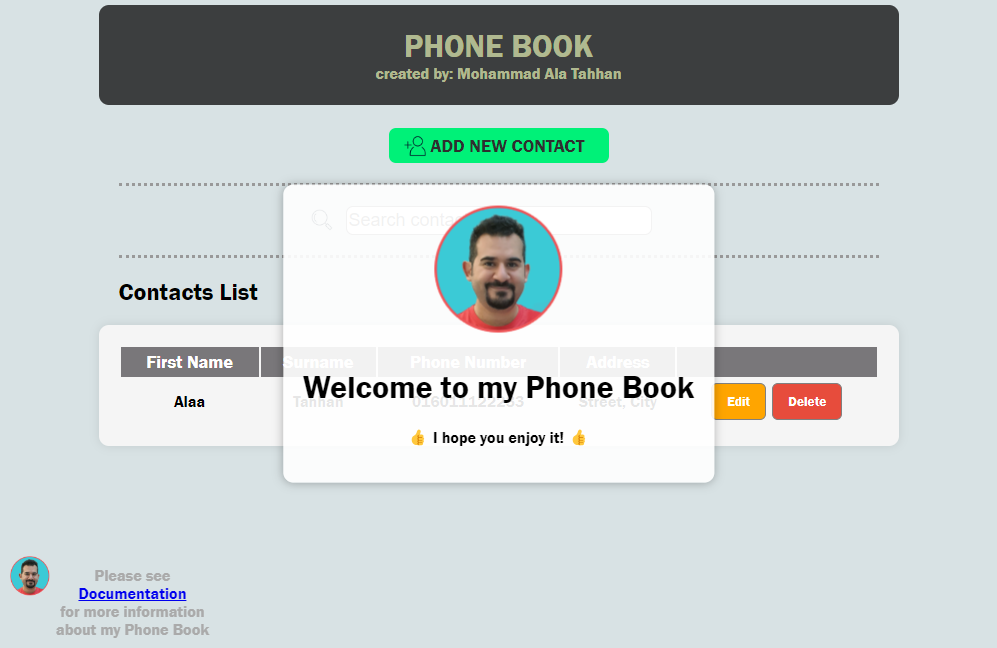 PHONE BOOK
created by: Mohammad Ala Tahhan
ADD NEW CONTACT
Search
Contacts List
First Name Surname Phone Number Address
Alaa Tahhan Street, City Edit Delete
Welcome to my Phone Book
👍 I hope you enjoy it! 👍
Please see
Documentation
for more information
about my Phone Book